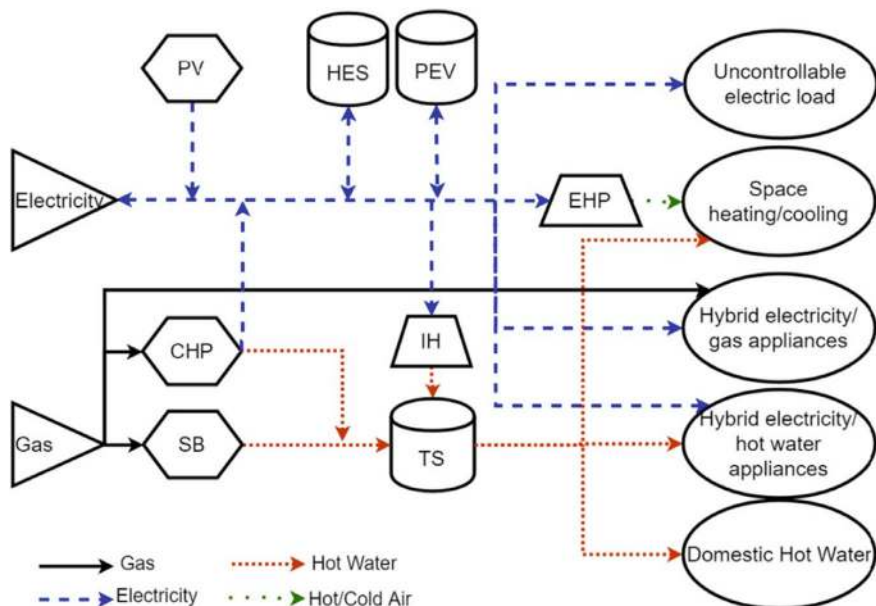 PV
HES
PEV
Uncontrollable
electric load
Electricity
EHP
Space
heating/cooling
CHP
IH
Hybrid electricity/
gas appliances
Gas
SB
TS
Hybrid electricity/
hot water
appliances
Domestic Hot Water
Gas
Hot Water
Electricity
Hot/Cold Air